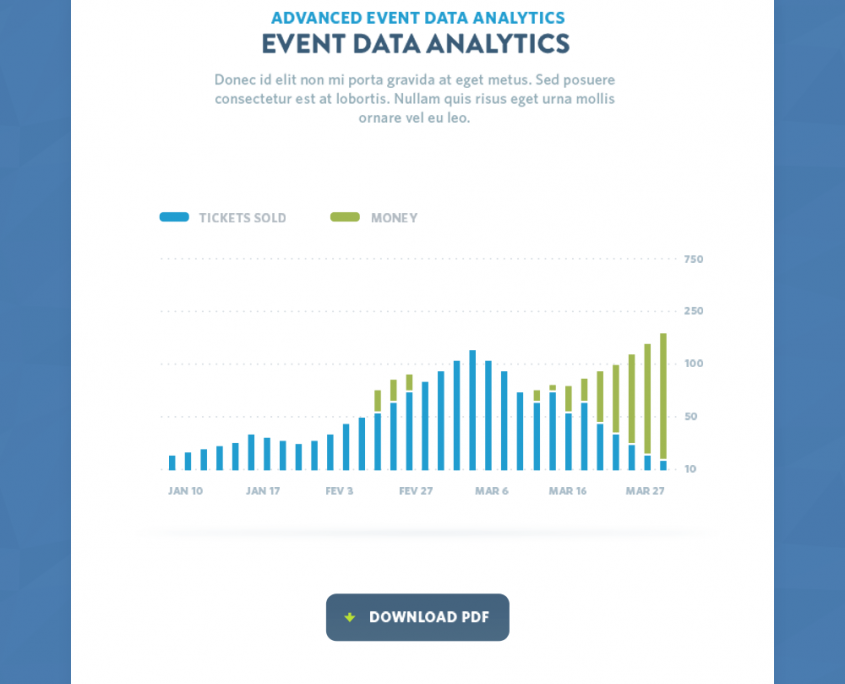 ADVANCED EVENT DATA ANALYTICS
EVENT DATA ANALYTICS
Donec id elit non mi porta gravida at eget metus. Sed posuere
consectetur est at lobortis. Nullam quis risus eget urna mollis
ornare vel eu leo.
TICKETS SOLD MONEY
750
250
100
50
10
JAN 10 JAN 17 FEV 3 FEV 27 MAR 6 MAR 16 MAR 27
DOWNLOAD PDF